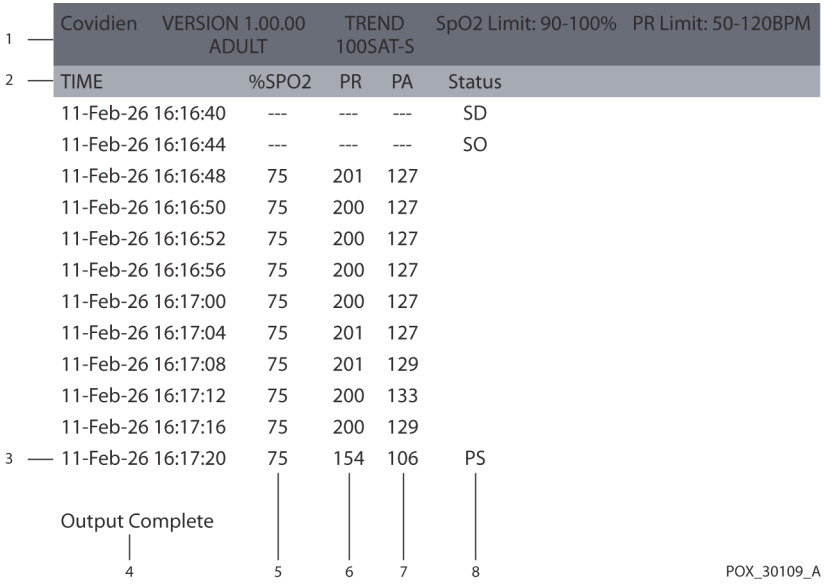 Covidien VERSION 1.00.00 TREND SpO2 Limit: 90-100% PR Limit: 50-120BPM
1 ADULT 100SAT-S
2 TIME %SPO2 PR PA Status
11-Feb-26 16:16:40 --- --- --- SD
11-Feb-26 16:16:44 --- --- --- SO
11-Feb-26 16:16:48 75 201 127
11-Feb-26 16:16:50 75 200 127
11-Feb-26 16:16:52 75 200 127
11-Feb-26 16:16:56 75 200 127
11-Feb-26 16:17:00 75 200 127
11-Feb-26 16:17:04 75 201 127
11-Feb-26 16:17:08 75 201 129
11-Feb-26 16:17:12 75 200 133
11-Feb-26 16:17:16 75 200 129
3 11-Feb-26 16:17:20 75 154 106 PS
Output Complete
4 5 6 7 8 POX_30109_A